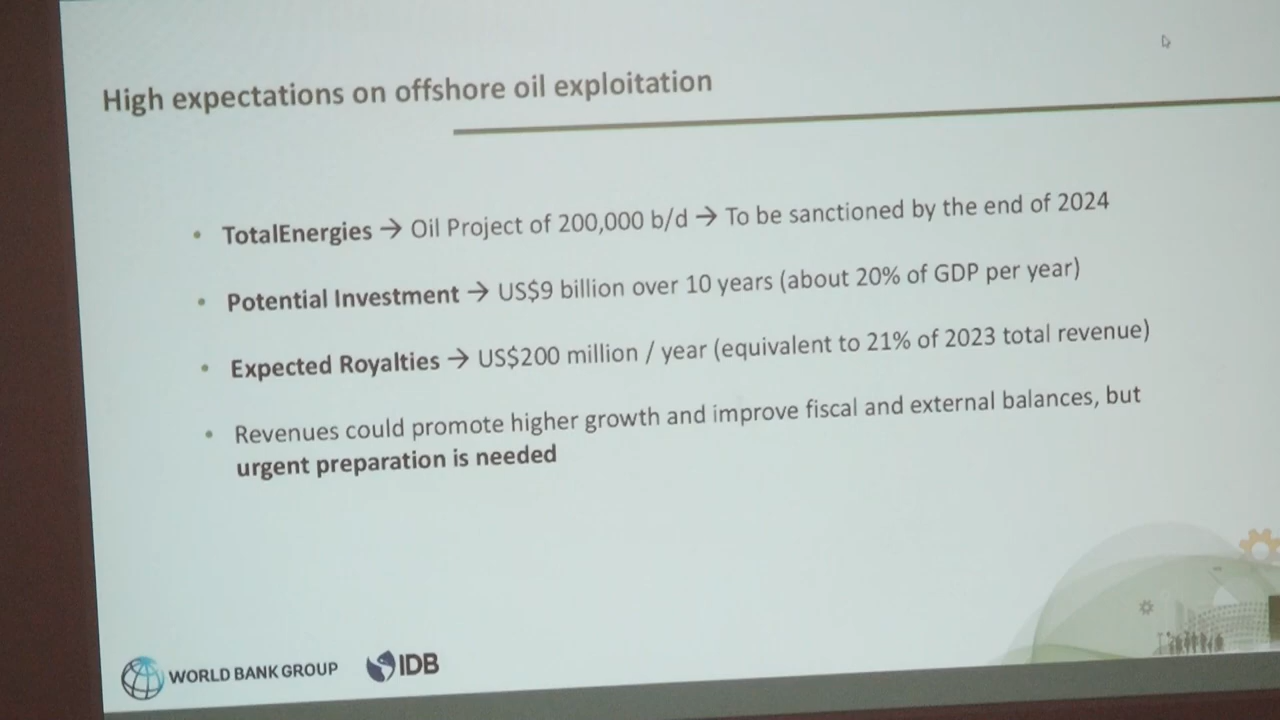 High expectations on offshore oil exploitation
• TotalEnergies → Oil Project of 200,000 b/d → To be sanctioned by the end of 2024
• Potential Investment → US$9 billion over 10 years (about 20% of GDP per year)
• Expected Royalties → US$200 million / year (equivalent to 21% of 2023 total revenue)
• Revenues could promote higher growth and improve fiscal and external balances, but
urgent preparation is needed
WORLD BANK GROUP IDB